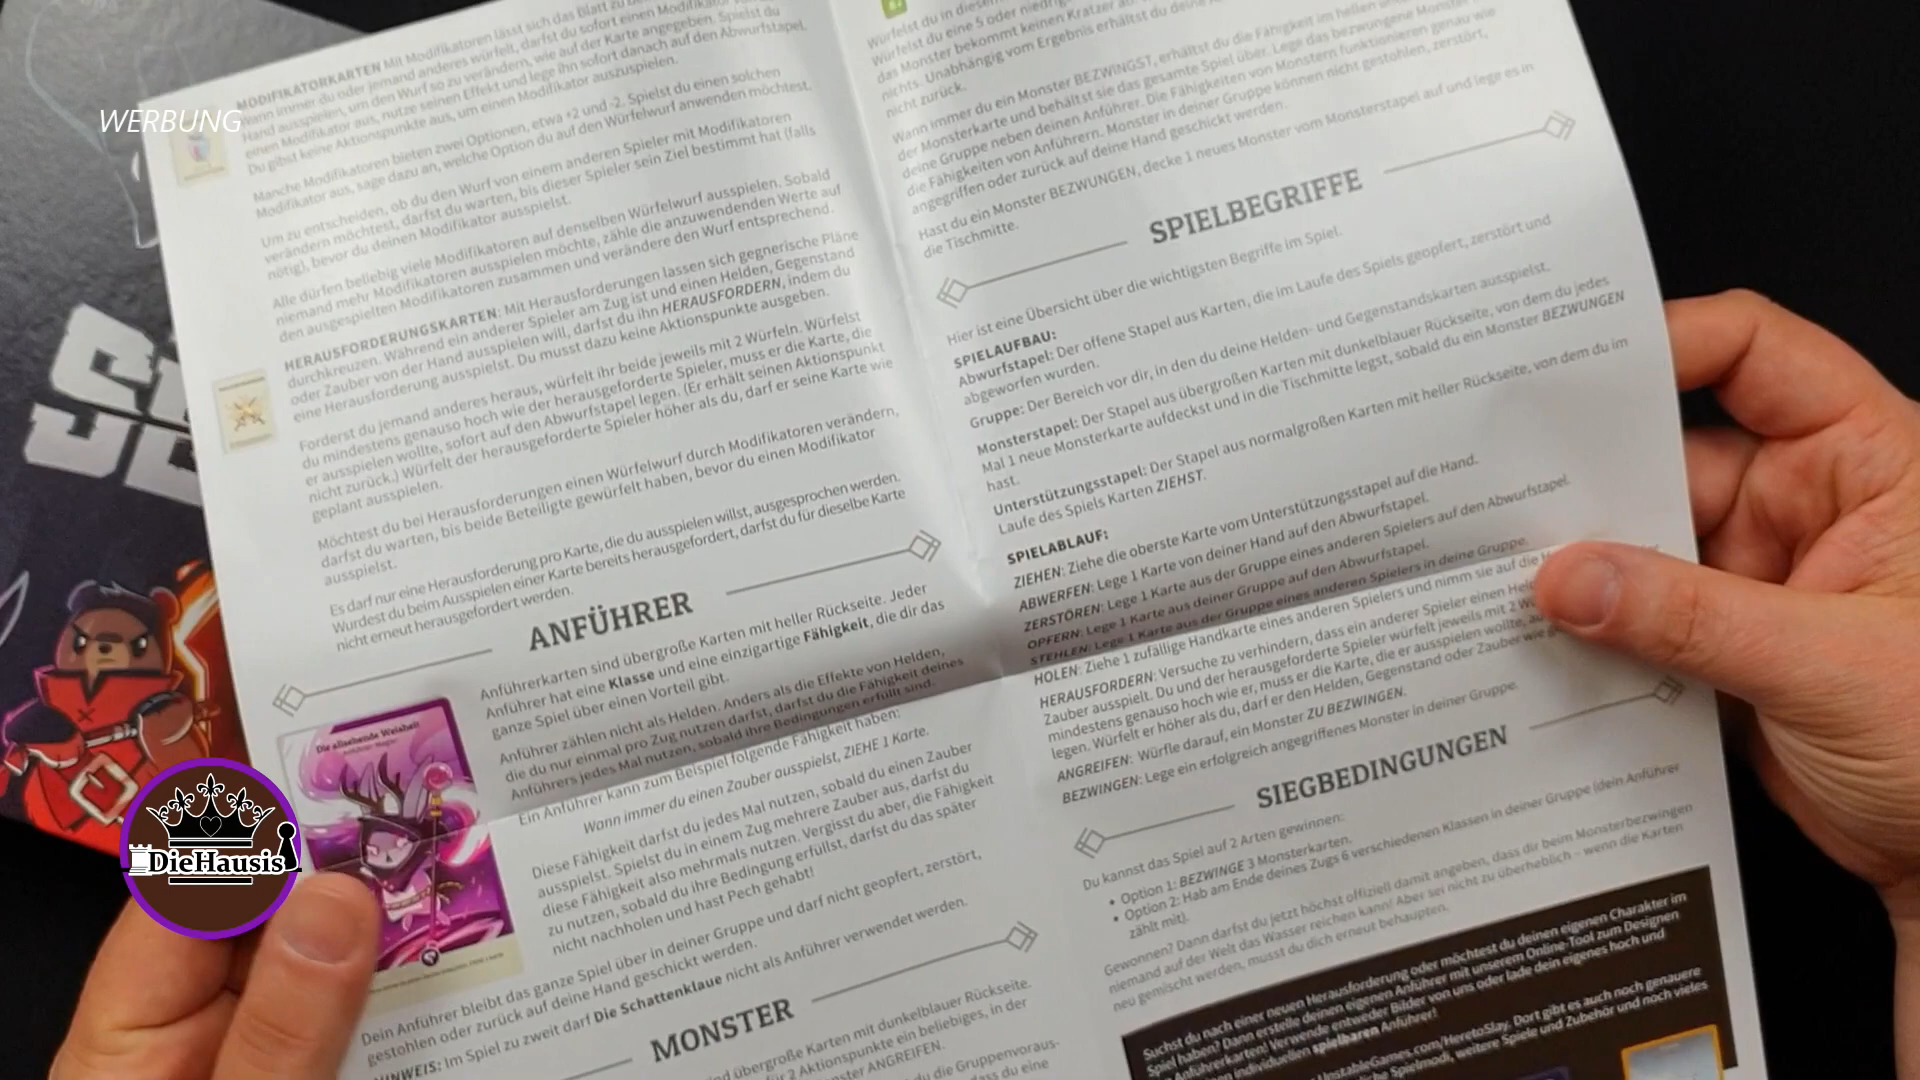 WERBUNG
MODIFIKATORKARTEN Mit Modifikatoren lässt sich das Blatt
Wann immer du oder jemand anderes würfelt, darfst du sofort einen Modifikator
Hand ausspielen, um den Wurf so zu verändern, wie auf der Karte angegeben. Spielst du
einen Modifikator aus, nutze seinen Effekt und lege ihn sofort danach auf den Abwurfstapel.
Du gibst keine Aktionspunkte aus, um einen Modifikator auszuspielen.
Manche Modifikatoren bieten zwei Optionen, etwa +2 und -2. Spielst du einen solchen
Modifikator aus, sage dazu an, welche Option du auf den Würfelwurf anwenden möchtest.
Um zu entscheiden, ob du den Wurf von einem anderen Spieler mit Modifikatoren
verändern möchtest, darfst du warten, bis dieser Spieler sein Ziel bestimmt hat (falls
nötig), bevor du deinen Modifikator ausspielst.
Alle dürfen beliebig viele Modifikatoren auf denselben Würfelwurf ausspielen. Sobald
niemand mehr Modifikatoren ausspielen möchte, zähle die anzuwendenden Werte auf
den ausgespielten Modifikatoren zusammen und verändere den Wurf entsprechend.
HERAUSFORDERUNGSKARTEN: Mit Herausforderungen lassen sich gegnerische Pläne
durchkreuzen. Während ein anderer Spieler am Zug ist und einen Helden, Gegenstand
oder Zauber von der Hand ausspielen will, darfst du ihn HERAUSFORDERN, indem du
eine Herausforderung ausspielst. Du musst dazu keine Aktionspunkte ausgeben.
Forderst du jemand anderes heraus, würfelt ihr beide jeweils mit 2 Würfeln. Würfelst
du mindestens genauso hoch wie der herausgeforderte Spieler, muss er die Karte, die
er ausspielen wollte, sofort auf den Abwurfstapel legen. (Er erhält seinen Aktionspunkt
nicht zurück.) Würfelt der herausgeforderte Spieler höher als du, darf er seine Karte wie
geplant ausspielen.
Möchtest du bei Herausforderungen einen Würfelwurf durch Modifikatoren verändern,
darfst du warten, bis beide Beteiligte gewürfelt haben, bevor du einen Modifikator
ausspielst.
Es darf nur eine Herausforderung pro Karte, die du ausspielen willst, ausgesprochen werden.
Wurdest du beim Ausspielen einer Karte bereits herausgefordert, darfst du für dieselbe Karte
nicht erneut herausgefordert werden.
ANFÜHRER
Anführerkarten sind übergroße Karten mit heller Rückseite. Jeder
Anführer hat eine Klasse und eine einzigartige Fähigkeit, die dir das
ganze Spiel über einen Vorteil gibt.
Anführer zählen nicht als Helden. Anders als die Effekte von Helden,
die du nur einmal pro Zug nutzen darfst, darfst du die Fähigkeit deines
Anführers jedes Mal nutzen, sobald ihre Bedingungen erfüllt sind.
Ein Anführer kann zum Beispiel folgende Fähigkeit haben:
Wann immer du einen Zauber ausspielst, ZIEHE 1 Karte.
Diese Fähigkeit darfst du jedes Mal nutzen, sobald du einen Zauber
ausspielst. Spielst du in einem Zug mehrere Zauber aus, darfst du
diese Fähigkeit also mehrmals nutzen. Vergisst du aber, die Fähigkeit
zu nutzen, sobald du ihre Bedingung erfüllst, darfst du das später
nicht nachholen und hast Pech gehabt!
Die allsehende Weisheit
DieHausis
Dein Anführer bleibt das ganze Spiel über in deiner Gruppe und darf nicht geopfert, zerstört,
gestohlen oder zurück auf deine Hand geschickt werden.
HINWEIS: Im Spiel zu zweit darf Die Schattenklaue nicht als Anführer verwendet werden.
MONSTER
übergroße Karten mit dunkelblauer Rückseite.
für 2 Aktionspunkte ein beliebiges, in der
ANGREIFEN.
du die Gruppenvoraus-
dass du eine
Würfelst du in
Würfelst du eine 5 oder
das Monster bekommt keinen Kratzer
nichts. Unabhängig vom Ergebnis erhältst du deine
nicht zurück.
Wann immer du ein Monster BEZWINGST, erhältst du die Fähigkeit im hellen
der Monsterkarte und behältst sie das gesamte Spiel über. Lege das bezwungene Monster
deine Gruppe neben deinen Anführer. Die Fähigkeiten von Monstern funktionieren genau wie
die Fähigkeiten von Anführern. Monster in deiner Gruppe können nicht gestohlen, zerstört,
angegriffen oder zurück auf deine Hand geschickt werden.
Hast du ein Monster BEZWUNGEN, decke 1 neues Monster vom Monsterstapel auf und lege es in
die Tischmitte.
SPIELBEGRIFFE
Hier ist eine Übersicht über die wichtigsten Begriffe im Spiel.
SPIELAUFBAU:
Abwurfstapel: Der offene Stapel aus Karten, die im Laufe des Spiels geopfert, zerstört und
abgeworfen wurden.
Gruppe: Der Bereich vor dir, in den du deine Helden- und Gegenstandskarten ausspielst.
Monsterstapel: Der Stapel aus übergroßen Karten mit dunkelblauer Rückseite, von dem du jedes
Mal 1 neue Monsterkarte aufdeckst und in die Tischmitte legst, sobald du ein Monster BEZWUNGEN
hast.
Unterstützungsstapel: Der Stapel aus normalgroßen Karten mit heller Rückseite, von dem du im
Laufe des Spiels Karten ZIEHST.
SPIELABLAUF:
ZIEHEN: Ziehe die oberste Karte vom Unterstützungsstapel auf die Hand.
ABWERFEN: Lege 1 Karte von deiner Hand auf den Abwurfstapel.
ZERSTÖREN: Lege 1 Karte aus der Gruppe eines anderen Spielers auf den Abwurfstapel.
OPFERN: Lege 1 Karte aus deiner Gruppe auf den Abwurfstapel.
STEHLEN: Lege 1 Karte aus der Gruppe eines anderen Spielers in deine Gruppe.
HOLEN: Ziehe 1 zufällige Handkarte eines anderen Spielers und nimm sie auf die
HERAUSFORDERN: Versuche zu verhindern, dass ein anderer Spieler einen
Zauber ausspielt. Du und der herausgeforderte Spieler würfelt jeweils mit 2
mindestens genauso hoch wie er, muss er die Karte, die er ausspielen wollte,
legen. Würfelt er höher als du, darf er den Helden, Gegenstand oder Zauber wie
ANGREIFEN: Würfle darauf, ein Monster ZU BEZWINGEN.
BEZWINGEN: Lege ein erfolgreich angegriffenes Monster in deiner Gruppe.
SIEGBEDINGUNGEN
Du kannst das Spiel auf 2 Arten gewinnen:
• Option 1: BEZWINGE 3 Monsterkarten.
• Option 2: Hab am Ende deines Zugs 6 verschiedenen Klassen in deiner Gruppe (dein Anführer
zählt mit).
Gewonnen? Dann darfst du jetzt höchst offiziell damit angeben, dass dir beim Monsterbezwingen
niemand auf der Welt das Wasser reichen kann! Aber sei nicht zu überheblich – wenn die Karten
neu gemischt werden, musst du dich erneut behaupten.
Suchst du nach einer neuen Herausforderung oder möchtest du deinen eigenen Charakter im
Spiel haben? Dann erstelle deinen eigenen Anführer mit unserem Online-Tool zum Designen
Anführerkarten! Verwende entweder Bilder von uns oder lade dein eigenes hoch und
individuellen spielbaren Anführer!
UnstableGames.com/HeretoSlay. Dort gibt es auch noch genauere
Spielmodi, weitere Spiele und Zubehör und noch vieles